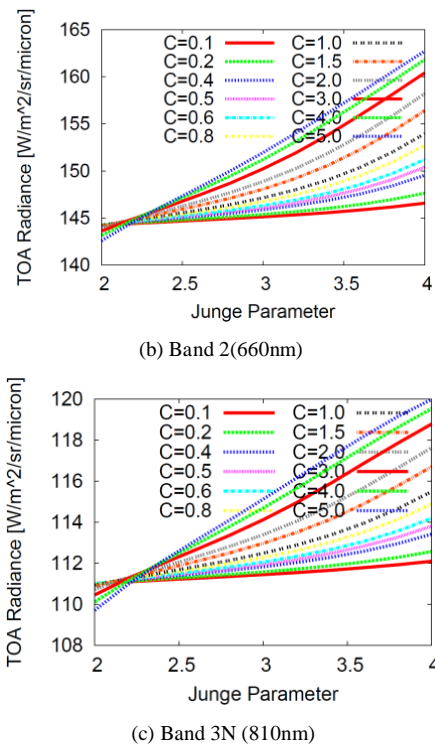 TOA Radiance [W/m^2/sr/micron]
165
160
155
150
145
140
C=0.1 C=1.0
C=0.2 C=1.5
C=0.4 C=2.0
C=0.5 C=3.0
C=0.6 C=4.0
C=0.8 C=5.0
2 2.5 3 3.5 4
Junge Parameter
(b) Band 2(660nm)
TOA Radiance [W/m^2/sr/micron]
120
118
116
114
112
110
108
C=0.1 C=1.0
C=0.2 C=1.5
C=0.4 C=2.0
C=0.5 C=3.0
C=0.6 C=4.0
C=0.8 C=5.0
2 2.5 3 3.5 4
Junge Parameter
(c) Band 3N (810nm)